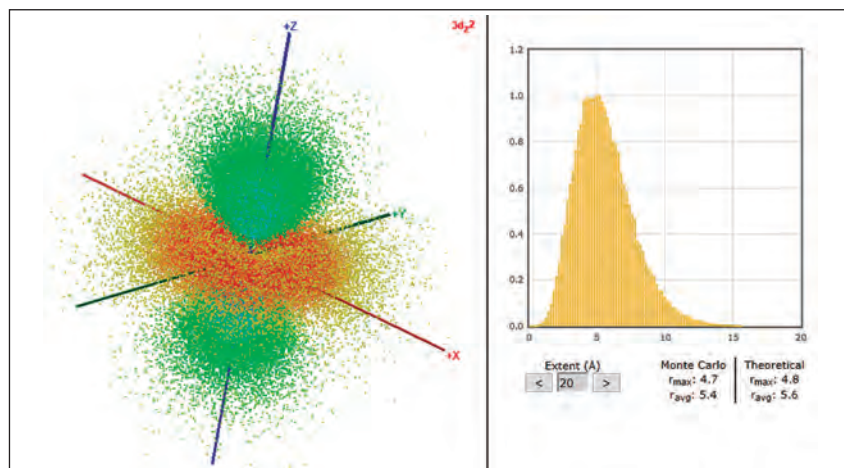 +Z
3d_z2
+Y
+X
1.2
1.0
0.8
0.6
0.4
0.2
0.0
0 5 10 15 20
Extent (Å)
< 20 >
Monte Carlo | Theoretical
rmax: 4.7 | rmax: 4.8
ravg: 5.4 | ravg: 5.6